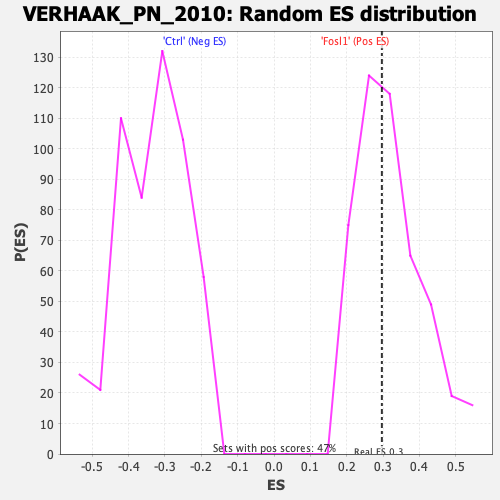 VERHAAK_PN_2010: Random ES distribution
'Ctrl' (Neg ES)
'Fosl1' (Pos ES)
130
120
110
100
90
80
70
60
50
40
30
20
10
0
P(ES)
Sets with pos scores: 47%
Real ES 0.3
-0.5 -0.4 -0.3 -0.2 -0.1 0.0 0.1 0.2 0.3 0.4 0.5
ES